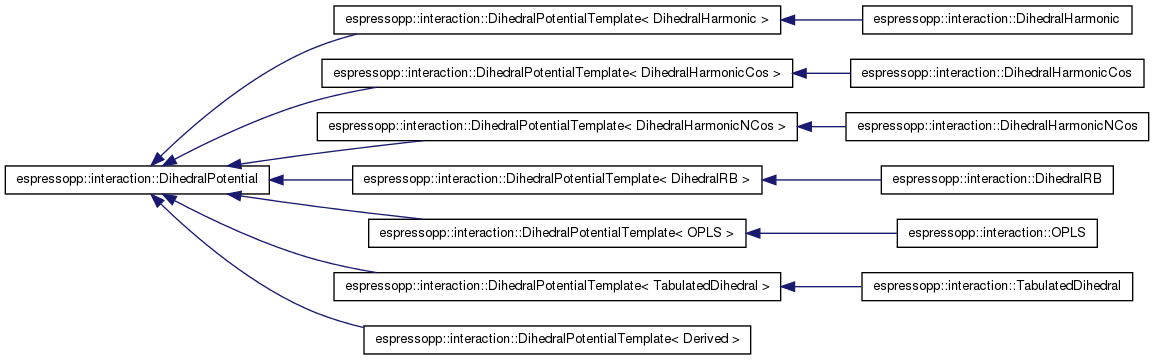 espressopp::interaction::DihedralPotentialTemplate< DihedralHarmonic >
espressopp::interaction::DihedralHarmonic
espressopp::interaction::DihedralPotentialTemplate< DihedralHarmonicCos >
espressopp::interaction::DihedralHarmonicCos
espressopp::interaction::DihedralPotentialTemplate< DihedralHarmonicNCos >
espressopp::interaction::DihedralHarmonicNCos
espressopp::interaction::DihedralPotential
espressopp::interaction::DihedralPotentialTemplate< DihedralRB >
espressopp::interaction::DihedralRB
espressopp::interaction::DihedralPotentialTemplate< OPLS >
espressopp::interaction::OPLS
espressopp::interaction::DihedralPotentialTemplate< TabulatedDihedral >
espressopp::interaction::TabulatedDihedral
espressopp::interaction::DihedralPotentialTemplate< Derived >